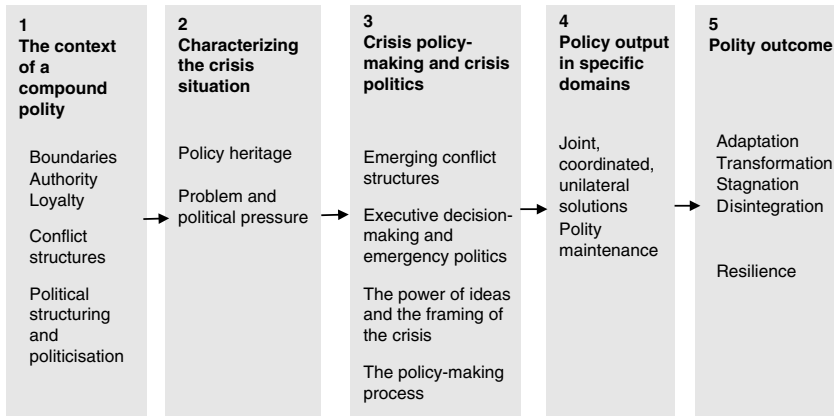 1
The context
of a
compound
polity
Boundaries
Authority
Loyalty
Conflict
structures
Political
structuring
and
politicisation
2
Characterizing
the crisis
situation
Policy heritage
Problem and
political pressure
3
Crisis policy-
making and crisis
politics
Emerging conflict
structures
Executive decision-
making and
emergency politics
The power of ideas
and the framing of
the crisis
The policy-making
process
4
Policy output
in specific
domains
Joint,
coordinated,
unilateral
solutions
Polity
maintenance
5
Polity outcome
Adaptation
Transformation
Stagnation
Disintegration
Resilience